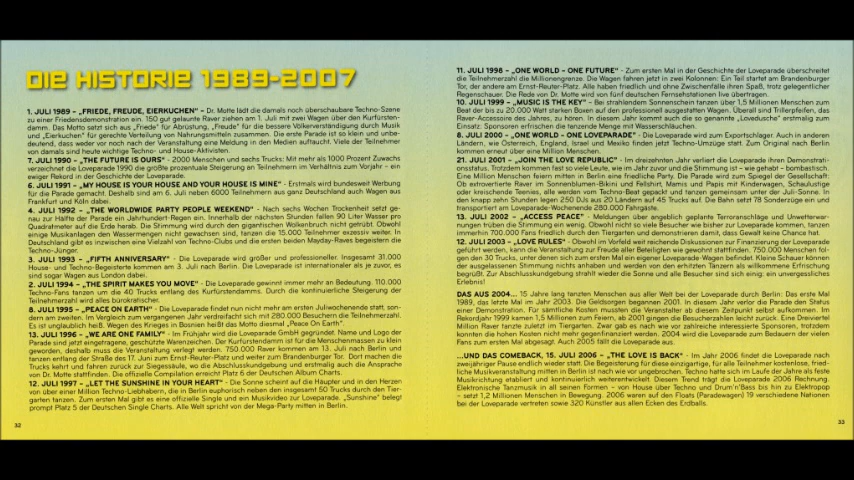 DIE HISTORIE 1989-2007
1. JULI 1989 - „FRIEDE, FREUDE, EIERKUCHEN“ - Dr. Motte lädt die damals noch überschaubare Techno-Szene
zu einer Friedensdemonstration ein. 150 gut gelaunte Raver ziehen am 1. Juli mit zwei Wagen über den Kurfürsten-
damm. Das Motto setzt sich aus „Friede“ für Abrüstung, „Freude“ für die bessere Völkerverständigung durch Musik
und „Eierkuchen“ für gerechte Verteilung von Nahrungsmitteln zusammen. Die erste Parade ist so klein und unbe-
deutend, dass weder vor noch nach der Veranstaltung eine Meldung in den Medien auftaucht. Viele der Teilnehmer
von damals sind heute wichtige Techno- und House-Aktivisten.
7. JULI 1990 - „THE FUTURE IS OURS“ - 2000 Menschen und sechs Trucks: Mit mehr als 1000 Prozent Zuwachs
verzeichnet die Loveparade 1990 die größte prozentuale Steigerung an Teilnehmern im Verhältnis zum Vorjahr - ein
ewiger Rekord in der Geschichte der Loveparade.
6. JULI 1991 - „MY HOUSE IS YOUR HOUSE AND YOUR HOUSE IS MINE“ - Erstmals wird bundesweit Werbung
für die Parade gemacht. Deshalb sind am 6. Juli neben 6000 Teilnehmern aus ganz Deutschland auch Wagen aus
Frankfurt und Köln dabei.
4. JULI 1992 - „THE WORLDWIDE PARTY PEOPLE WEEKEND“ - Nach sechs Wochen Trockenheit setzt ge-
nau zur Hälfte der Parade ein Jahrhundert-Regen ein. Innerhalb der nächsten Stunden fallen 90 Liter Wasser pro
Quadratmeter auf die Erde herab. Die Stimmung wird durch den gigantischen Wolkenbruch nicht getrübt. Obwohl
einige Musikanlagen den Wassermengen nicht gewachsen sind, tanzen die 15.000 Teilnehmer exzessiv weiter. In
Deutschland gibt es inzwischen eine Vielzahl von Techno-Clubs und die ersten beiden Mayday-Raves begeistern die
Techno-Jünger.
3. JULI 1993 - „FIFTH ANNIVERSARY“ - Die Loveparade wird größer und professioneller. Insgesamt 31.000
House- und Techno-Begeisterte kommen am 3. Juli nach Berlin. Die Loveparade ist internationaler als je zuvor, es
sind sogar Wagen aus London dabei.
2. JULI 1994 - „THE SPIRIT MAKES YOU MOVE“ - Die Loveparade gewinnt immer mehr an Bedeutung. 110.000
Techno-Fans tanzen um die 40 Trucks entlang des Kurfürstendamms. Durch die kontinuierliche Steigerung der
Teilnehmerzahl wird alles bürokratischer.
8. JULI 1995 - „PEACE ON EARTH“ - Die Loveparade findet nun nicht mehr am ersten Juliwochenende statt, son-
dern am zweiten. Im Vergleich zum vergangenen Jahr verdreifacht sich mit 280.000 Besuchern die Teilnehmerzahl.
Es ist unglaublich heiß. Wegen des Krieges in Bosnien heißt das Motto diesmal „Peace On Earth“.
13. JULI 1996 - „WE ARE ONE FAMILY“ - Im Frühjahr wird die Loveparade GmbH gegründet. Name und Logo der
Parade sind jetzt eingetragene, geschützte Warenzeichen. Der Kurfürstendamm ist für die Menschenmassen zu klein
geworden, deshalb muss die Veranstaltung verlegt werden. 750.000 Raver kommen am 13. Juli nach Berlin und
tanzen entlang der Straße des 17. Juni zum Ernst-Reuter-Platz und weiter zum Brandenburger Tor. Dort machen die
Trucks kehrt und fahren zurück zur Siegessäule, wo die Abschlusskundgebung und erstmalig auch die Ansprache
von Dr. Motte stattfinden. Die offizielle Compilation erreicht Platz 6 der Deutschen Album Charts.
12. JULI 1997 - „LET THE SUNSHINE IN YOUR HEART“ - Die Sonne scheint auf die Häupter und in den Herzen
von über einer Million Techno-Liebhabern, die in Berlin euphorisch neben den insgesamt 50 Trucks durch den Tier-
garten tanzen. Zum ersten Mal gibt es eine offizielle Single und ein Musikvideo zur Loveparade. „Sunshine“ belegt
prompt Platz 5 der Deutschen Single Charts. Alle Welt spricht von der Mega-Party mitten in Berlin.
32
11. JULI 1998 - „ONE WORLD - ONE FUTURE“ - Zum ersten Mal in der Geschichte der Loveparade überschreitet
die Teilnehmerzahl die Millionengrenze. Die Wagen fahren jetzt in zwei Kolonnen: Ein Teil startet am Brandenburger
Tor, der andere am Ernst-Reuter-Platz. Alle haben friedlich und ohne Zwischenfälle ihren Spaß, trotz gelegentlicher
Regenschauer. Die Rede von Dr. Motte wird von fünf deutschen Fernsehstationen live übertragen.
10. JULI 1999 - „MUSIC IS THE KEY“ - Bei strahlendem Sonnenschein tanzen über 1,5 Millionen Menschen zum
Beat der bis zu 20.000 Watt starken Boxen auf den professionell ausgestatteten Wagen. Überall sind Trillerpfeifen, das
Raver-Accessoire des Jahres, zu hören. In diesem Jahr kommt auch die so genannte „Lovedusche“ erstmalig zum
Einsatz: Sponsoren erfrischen die tanzende Menge mit Wasserschläuchen.
8. JULI 2000 - „ONE WORLD - ONE LOVEPARADE“ - Die Loveparade wird zum Exportschlager. Auch in anderen
Ländern, wie Österreich, England, Israel und Mexiko finden jetzt Techno-Umzüge statt. Zum Original nach Berlin
kommen erneut über eine Million Menschen.
21. JULI 2001 - „JOIN THE LOVE REPUBLIC“ - Im dreizehnten Jahr verliert die Loveparade ihren Demonstrati-
onsstatus. Trotzdem kommen fast so viele Leute, wie im Jahr zuvor und die Stimmung ist – wie gehabt – bombastisch.
Eine Million Menschen feiern mitten in Berlin eine friedliche Party. Die Parade wird zum Spiegel der Gesellschaft.
Ob extrovertierte Raver im Sonnenblumen-Bikini und Fellshirt, Mamis und Papis mit Kinderwagen, Schaulustige
oder kreischende Teenies, alle werden vom Techno-Beat gepackt und tanzen gemeinsam unter der Juli-Sonne. In
den knapp zehn Stunden legen 250 DJs aus 20 Ländern auf 45 Trucks auf. Die Bahn setzt 78 Sonderzüge ein und
transportiert am Loveparade-Wochenende 280.000 Fahrgäste.
13. JULI 2002 - „ACCESS PEACE“ - Meldungen über angeblich geplante Terroranschläge und Unwetterwar-
nungen trüben die Stimmung ein wenig. Obwohl nicht so viele Besucher wie bisher zur Loveparade kommen, tanzen
immerhin 700.000 Fans friedlich durch den Tiergarten und demonstrieren damit, dass Gewalt keine Chance hat.
12. JULI 2003 - „LOVE RULES“ - Obwohl im Vorfeld weit reichende Diskussionen zur Finanzierung der Loveparade
geführt werden, kann die Veranstaltung zur Freude aller Beteiligten wie gewohnt stattfinden. 750.000 Menschen fol-
gen den 30 Trucks, unter denen sich zum ersten Mal ein eigener Loveparade-Wagen befindet. Kleine Schauer können
der ausgelassenen Stimmung nichts anhaben und werden von den erhitzten Tänzern als willkommene Erfrischung
begrüßt. Zur Abschlusskundgebung strahlt wieder die Sonne und alle Besucher sind sich einig: ein unvergessliches
Erlebnis!
DAS AUS 2004... 15 Jahre lang tanzten Menschen aus aller Welt bei der Loveparade durch Berlin: Das erste Mal
1989, das letzte Mal im Jahr 2003. Die Geldsorgen begannen 2001. In diesem Jahr verlor die Parade den Status
einer Demonstration. Für sämtliche Kosten mussten die Veranstalter ab diesem Zeitpunkt selbst aufkommen. Im
Rekordjahr 1999 kamen 1,5 Millionen zum Feiern, ab 2001 gingen die Besucherzahlen leicht zurück. Eine Dreiviertel
Million Raver tanzte zuletzt im Tiergarten. Zwar gab es nach wie vor zahlreiche interessierte Sponsoren, trotzdem
konnten die hohen Kosten nicht mehr gegenfinanziert werden. 2004 wird die Loveparade zum Bedauern der vielen
Fans zum ersten Mal abgesagt. Auch 2005 fällt die Loveparade aus.
...UND DAS COMEBACK, 15. JULI 2006 - „THE LOVE IS BACK“ - Im Jahr 2006 findet die Loveparade nach
zweijähriger Pause endlich wieder statt: Die Begeisterung für diese einzigartige, für alle Teilnehmer kostenlose, fried-
liche Musikveranstaltung mitten in Berlin ist nach wie vor ungebrochen. Techno hatte sich im Laufe der Jahre als feste
Musikrichtung etabliert und kontinuierlich weiterentwickelt. Diesem Trend trägt die Loveparade 2006 Rechnung.
Elektronische Tanzmusik in all seinen Formen – von House über Techno und Drum'n'Bass bis hin zu Elektropop
– setzt 1,2 Millionen Menschen in Bewegung. 2006 waren auf den Floats (Paradewagen) 19 verschiedene Nationen
bei der Loveparade vertreten sowie 320 Künstler aus allen Ecken des Erdballs.
33